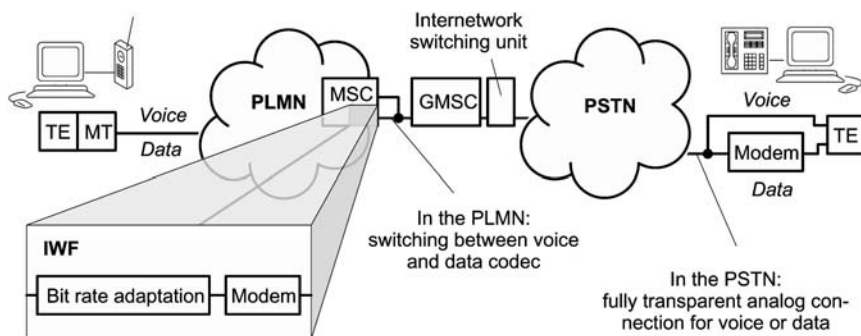 Internetwork
switching unit
PLMN
MSC
GMSC
PSTN
Voice
Data
TE
MT
Voice
Modem
TE
Data
IWF
Bit rate adaptation
Modem
In the PLMN:
switching between voice
and data codec
In the PSTN:
fully transparent analog con-
nection for voice or data